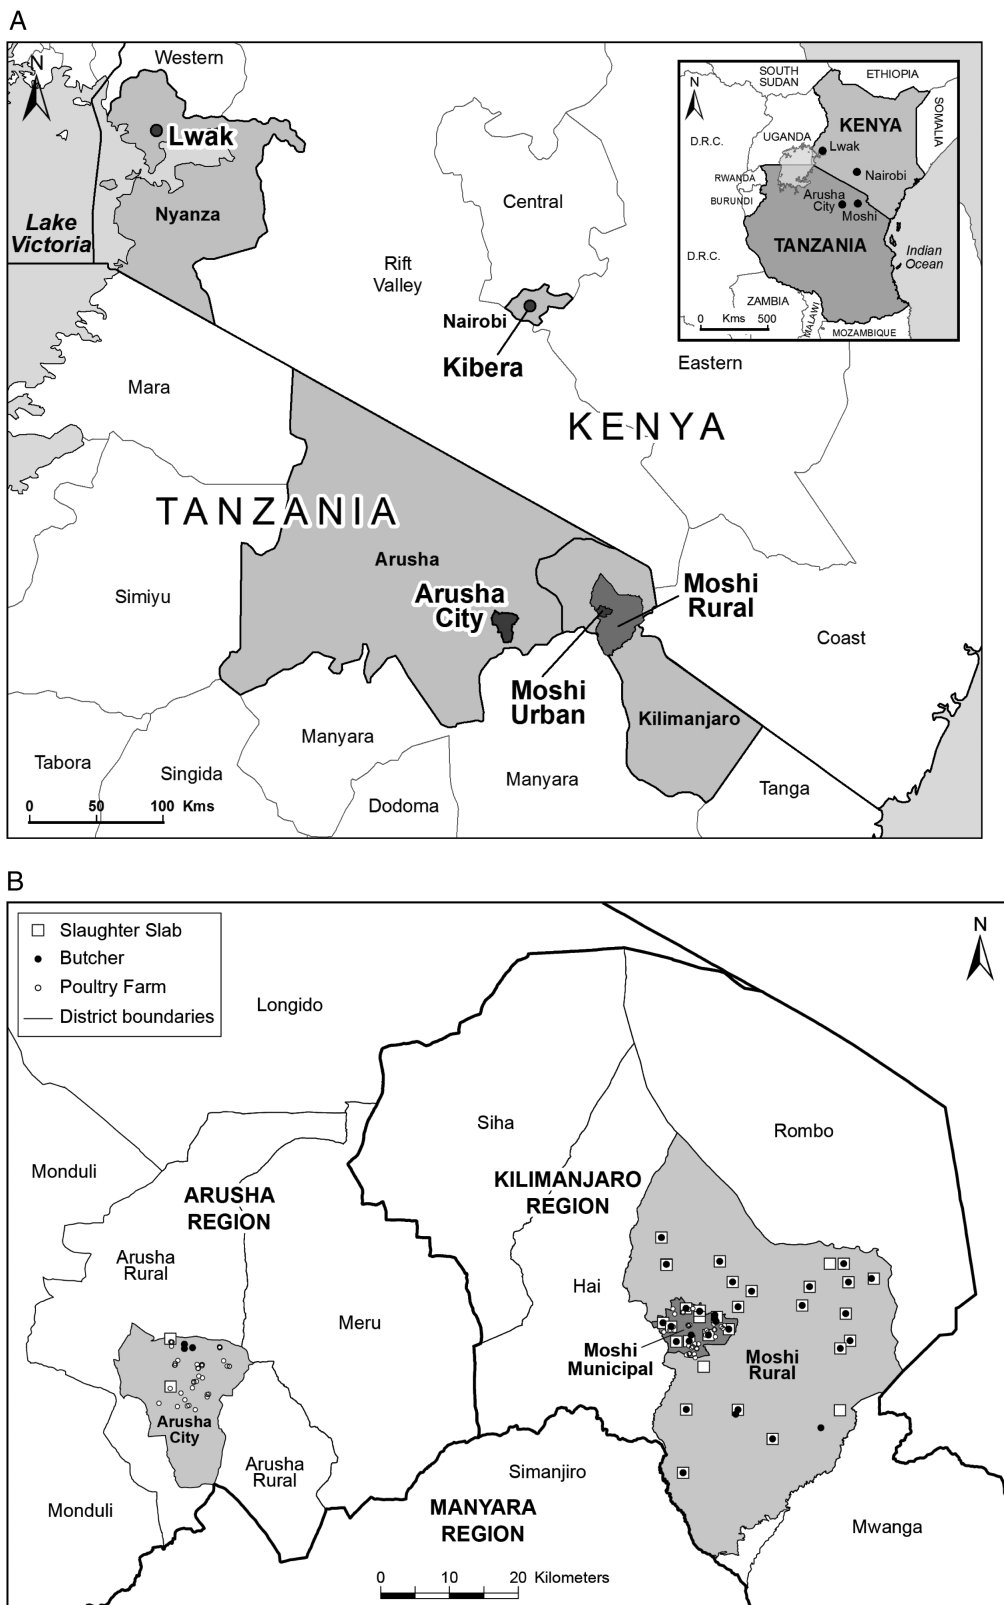 A
N
Western
Lwak
Nyanza
Lake
Victoria
Central
Rift
Valley
Nairobi
Kibera
Eastern
Mara
KENYA
TANZANIA
Arusha
Arusha
City
Simiyu
Moshi
Rural
Coast
Moshi
Urban
Kilimanjaro
Manyara
Tabora
Singida
Manyara
Tanga
Dodoma
0 50 100 Kms
N
SOUTH
SUDAN
ETHIOPIA
SOMALIA
KENYA
D.R.C.
UGANDA
Lwak
RWANDA
Nairobi
BURUNDI
Arusha
City
Moshi
TANZANIA
Indian
Ocean
D.R.C.
ZAMBIA
MALAWI
0 Kms 500
MOZAMBIQUE
B
Slaughter Slab
Butcher
Poultry Farm
District boundaries
N
Longido
Siha
Rombo
Monduli
ARUSHA
REGION
KILIMANJARO
REGION
Arusha
Rural
Hai
Meru
Moshi
Municipal
Moshi
Rural
Arusha
City
Arusha
Rural
Simanjiro
Monduli
MANYARA
REGION
Mwanga
0 10 20 Kilometers